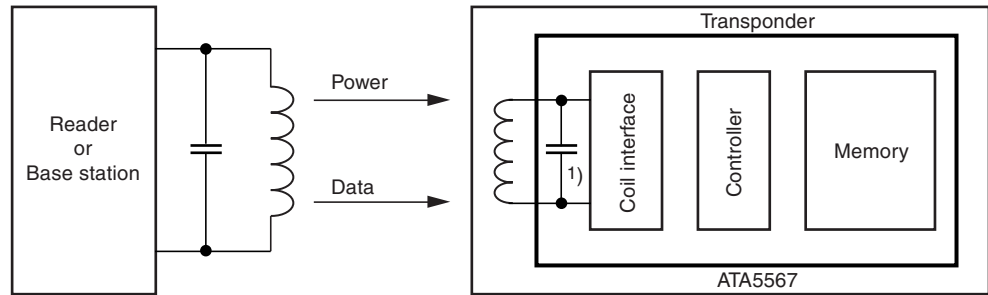 Reader
or
Base station
Power
Data
Transponder
1)
Coil interface
Controller
Memory
ATA5567